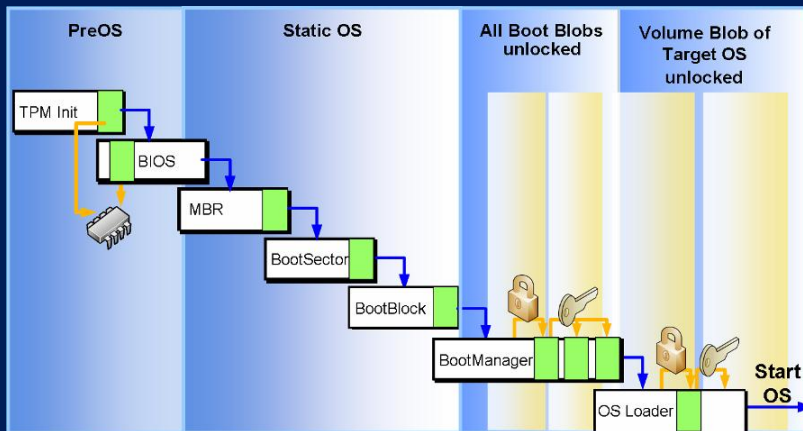 PreOS
Static OS
All Boot Blobs
unlocked
Volume Blob of
Target OS
unlocked
TPM Init
BIOS
MBR
BootSector
BootBlock
BootManager
OS Loader
Start
OS